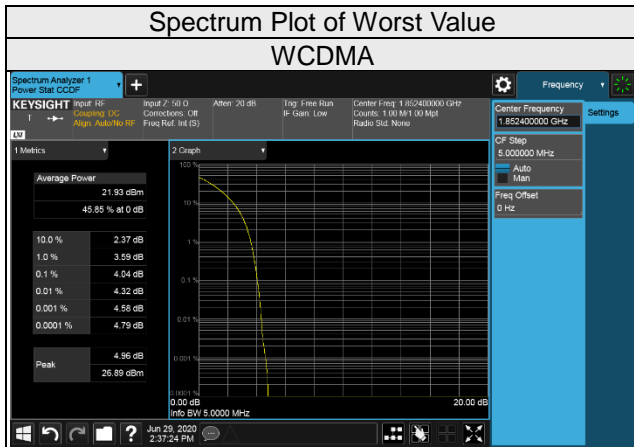 Spectrum Plot of Worst Value
WCDMA
Spectrum Analyzer 1
Power Stat CCDF
Frequency
KEYSIGHT
Input: RF
Coupling: DC
Align: Auto/No RF
Input Z: 50 Ω
Corrections: Off
Freq Ref: Int (S)
Atten: 20 dB
Trig: Free Run
IF Gain: Low
Center Freq: 1.852400000 GHz
Counts: 1.00 M/1.00 Mpt
Radio Std: None
LXI
Center Frequency
1.852400000 GHz
Settings
CF Step
5.000000 MHz
Auto
Man
Freq Offset
0 Hz
1 Metrics
Average Power
21.93 dBm
45.85 % at 0 dB
10.0 % 2.37 dB
1.0 % 3.59 dB
0.1 % 4.04 dB
0.01 % 4.32 dB
0.001 % 4.58 dB
0.0001 % 4.79 dB
Peak
4.96 dB
26.89 dBm
2 Graph
100 %
10 %
1 %
0.1 %
0.01 %
0.001 %
0.0001 %
0.00 dB
20.00 dB
Info BW 5.0000 MHz
Jun 29, 2020
2:37:24 PM